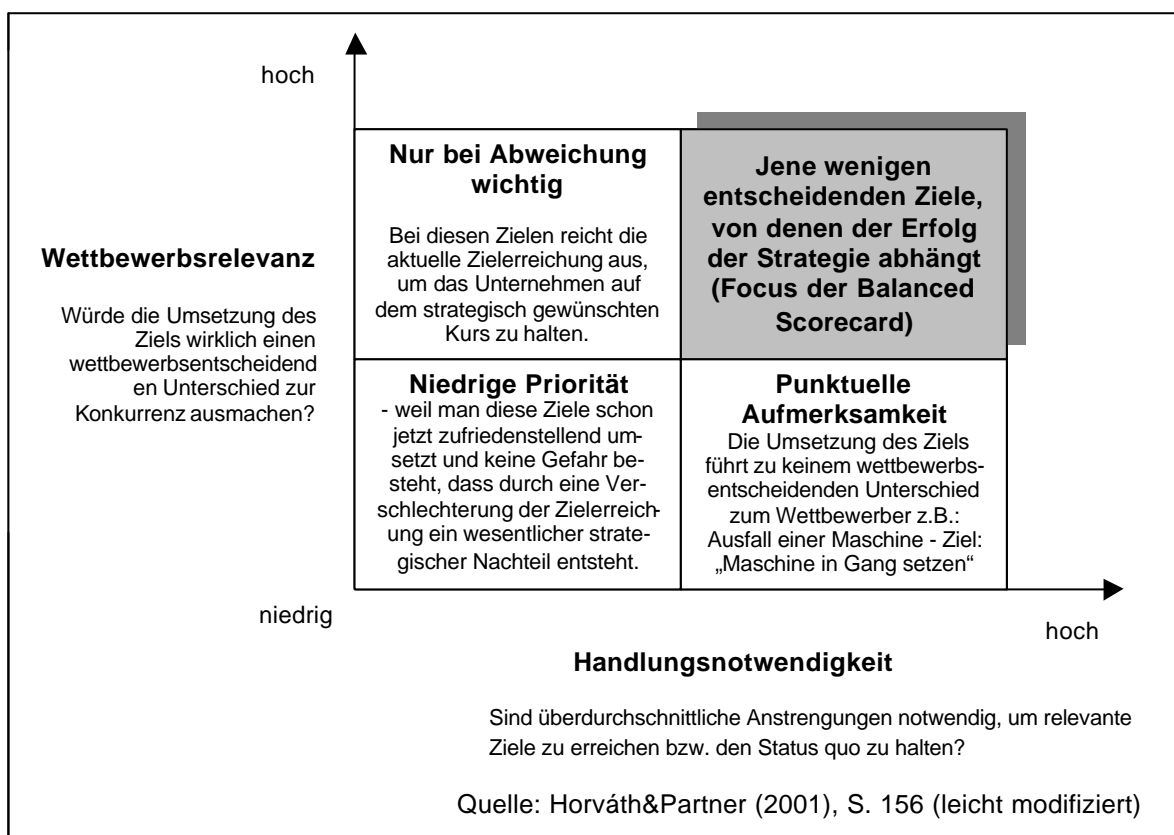 hoch
Nur bei Abweichung
wichtig
Bei diesen Zielen reicht die
aktuelle Zielerreichung aus,
um das Unternehmen auf
dem strategisch gewünschten
Kurs zu halten.
Jene wenigen
entscheidenden Ziele,
von denen der Erfolg
der Strategie abhängt
(Focus der Balanced
Scorecard)
Wettbewerbsrelevanz
Würde die Umsetzung des
Ziels wirklich einen
wettbewerbsentscheidend
en Unterschied zur
Konkurrenz ausmachen?
Niedrige Priorität
- weil man diese Ziele schon
jetzt zufriedenstellend um-
setzt und keine Gefahr be-
steht, dass durch eine Ver-
schlechterung der Zielerreich-
ung ein wesentlicher strate-
gischer Nachteil entsteht.
Punktuelle
Aufmerksamkeit
Die Umsetzung des Ziels
führt zu keinem wettbewerbs-
entscheidenden Unterschied
zum Wettbewerber z.B.:
Ausfall einer Maschine - Ziel:
„Maschine in Gang setzen“
niedrig
hoch
Handlungsnotwendigkeit
Sind überdurchschnittliche Anstrengungen notwendig, um relevante
Ziele zu erreichen bzw. den Status quo zu halten?
Quelle: Horváth&Partner (2001), S. 156 (leicht modifiziert)